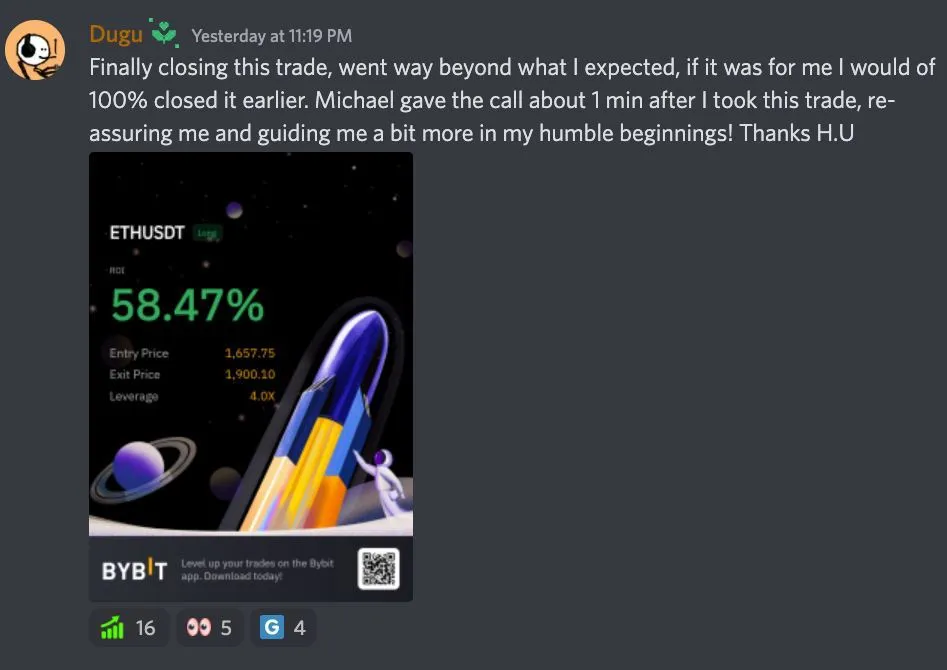 Dugu Yesterday at 11:19 PM
Finally closing this trade, went way beyond what I expected, if it was for me I would of
100% closed it earlier. Michael gave the call about 1 min after I took this trade, re-
assuring me and guiding me a bit more in my humble beginnings! Thanks H.U
ETHUSDT Long
ROI
58.47%
Entry Price 1,657.75
Exit Price 1,900.10
Leverage 4.0X
BYBIT
Level up your trades on the Bybit
app. Download today!
16 5 G 4